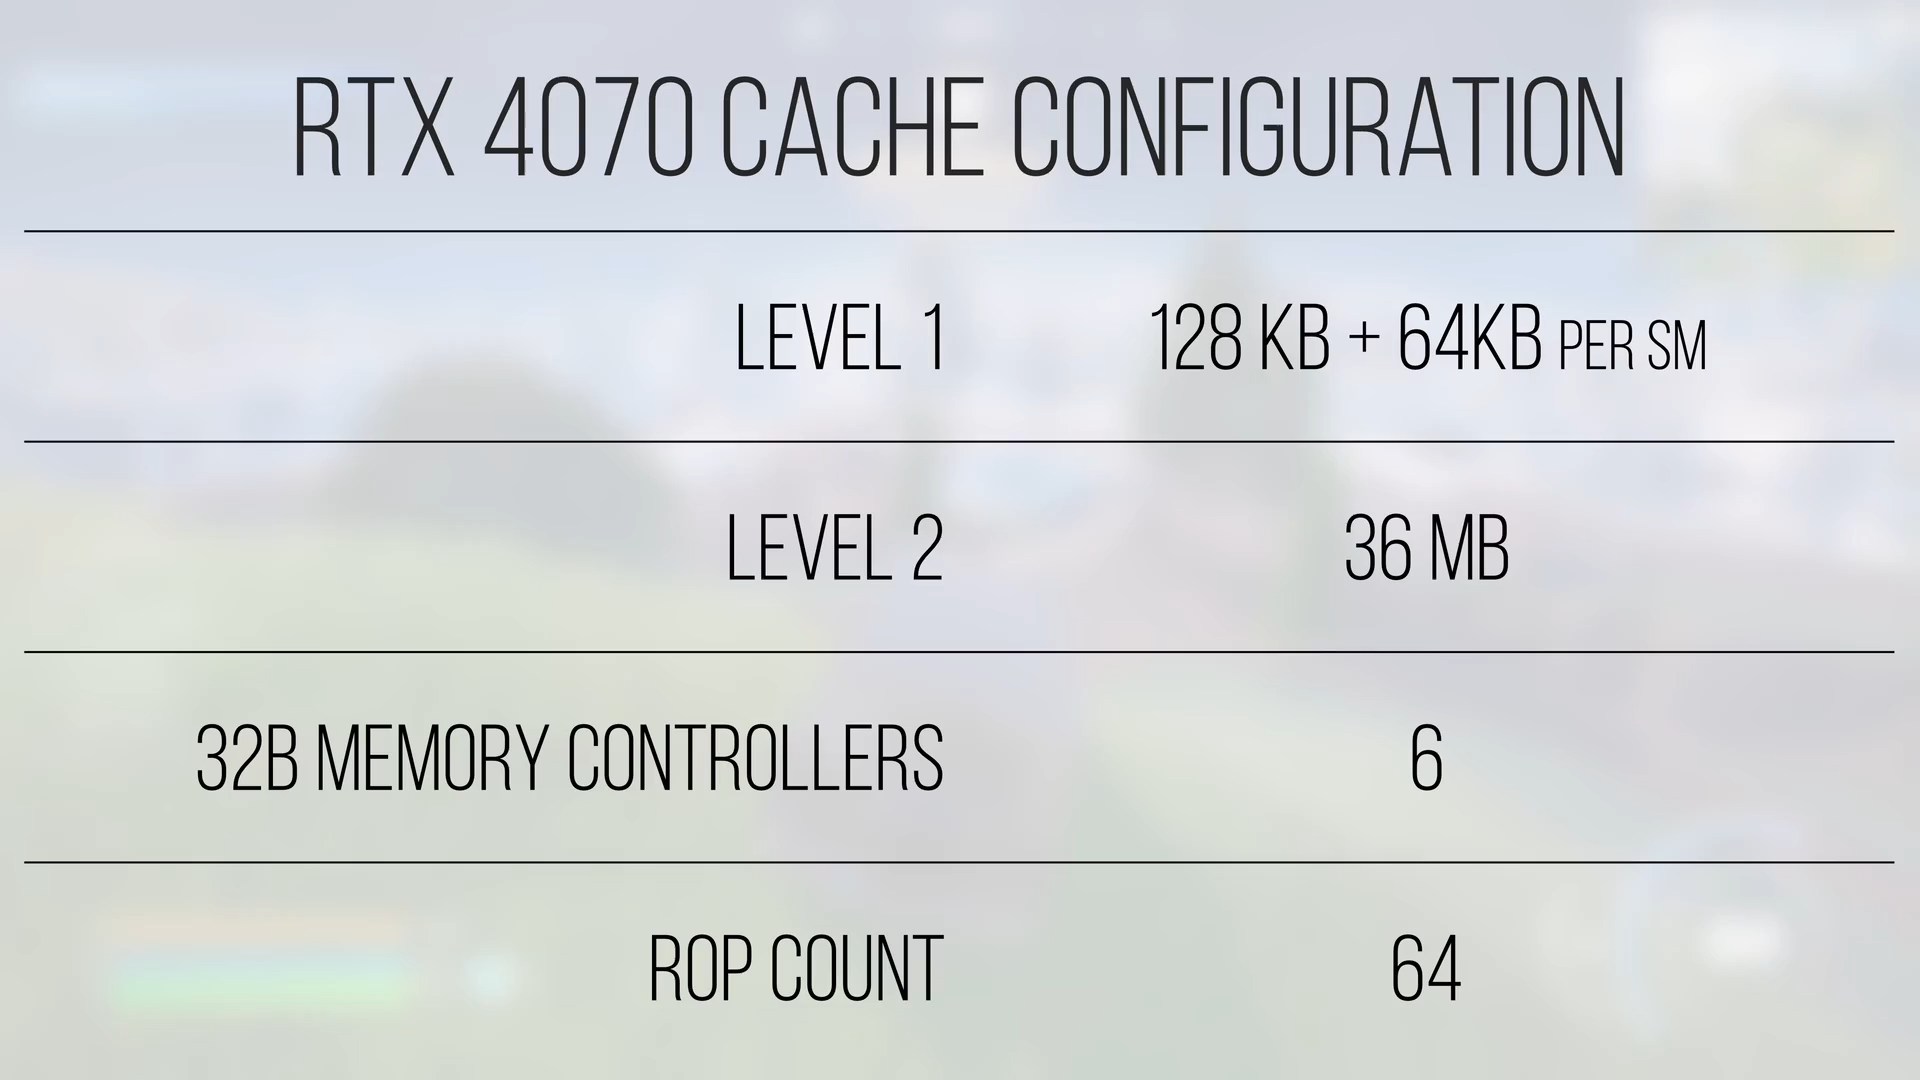 RTX 4070 CACHE CONFIGURATION
LEVEL 1 128 KB + 64KB PER SM
LEVEL 2 36 MB
32B MEMORY CONTROLLERS 6
ROP COUNT 64